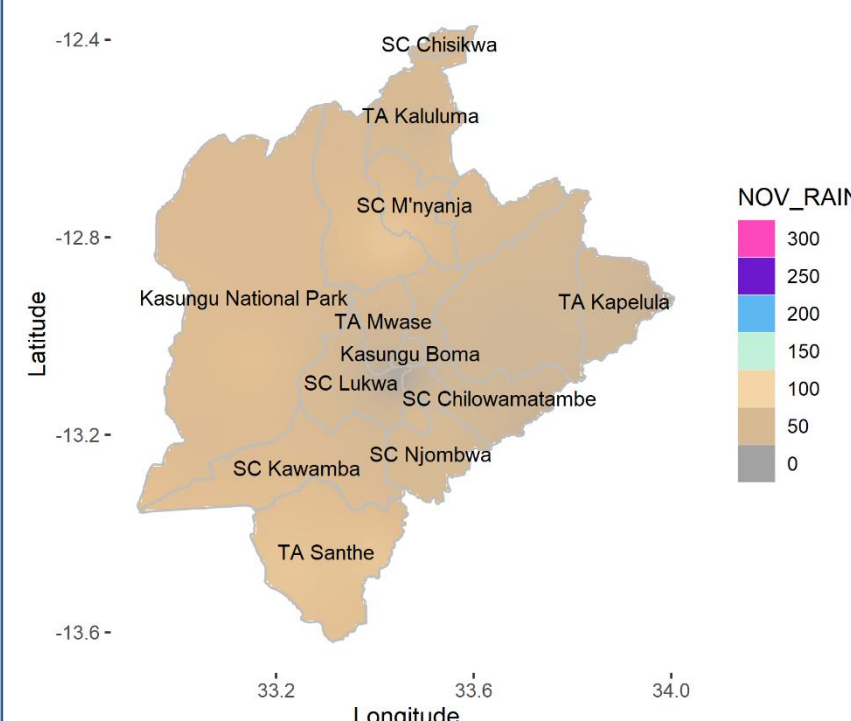 -12.4
SC Chisikwa
TA Kaluluma
NOV_RAIN
300
SC M'nyanja
-12.8
250
Kasungu National Park
TA Kapelula
200
TA Mwase
Latitude
150
Kasungu Boma
SC Lukwa
100
SC Chilowamatambe
50
-13.2
SC Njombwa
SC Kawamba
0
TA Santhe
-13.6
33.2 33.6 34.0
Longitude